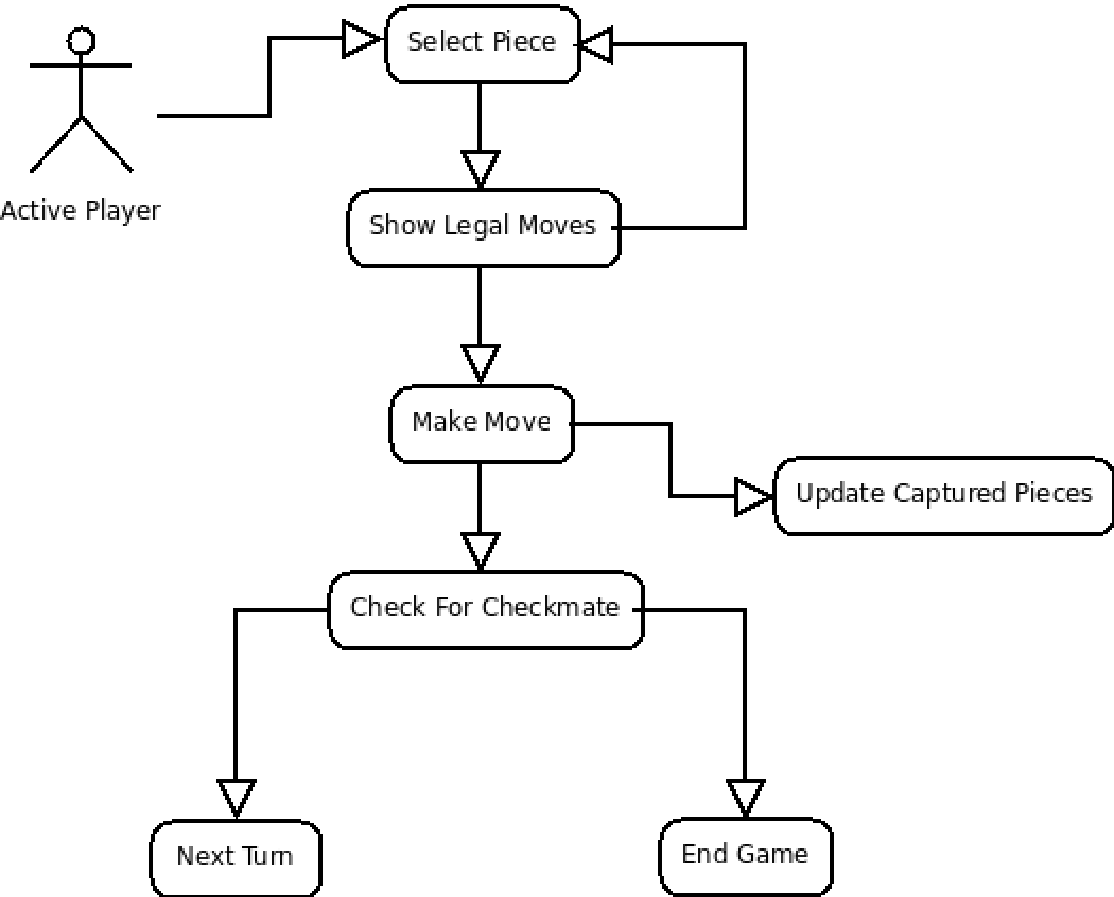 Select Piece
Active Player
Show Legal Moves
Make Move
Update Captured Pieces
Check For Checkmate
Next Turn
End Game